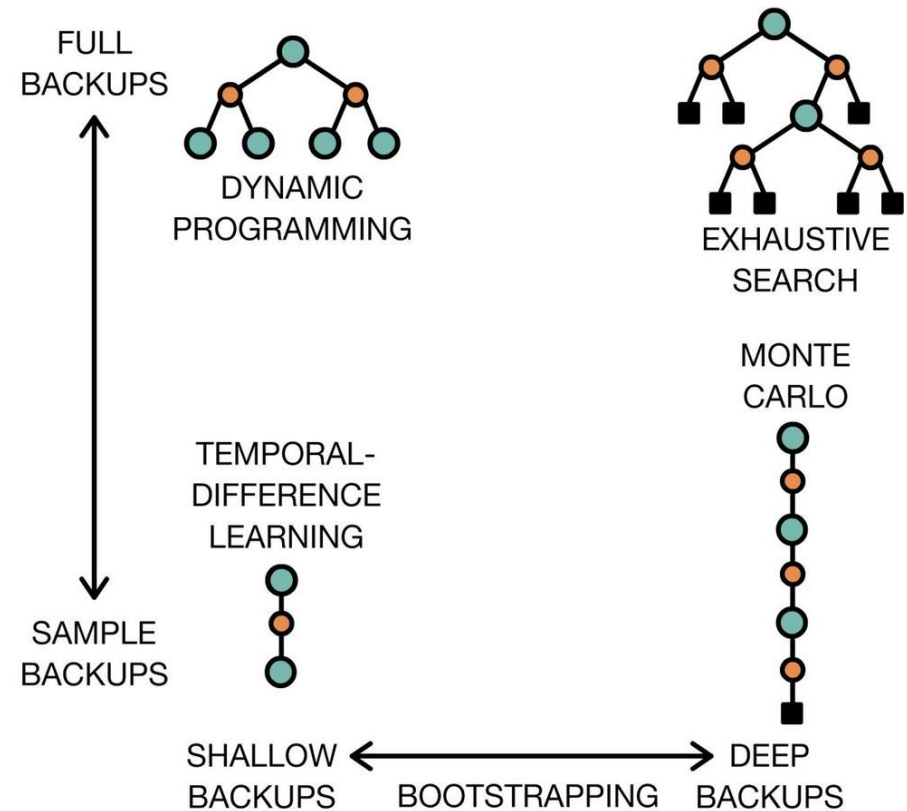 FULL
BACKUPS
DYNAMIC
PROGRAMMING
EXHAUSTIVE
SEARCH
MONTE
CARLO
TEMPORAL-
DIFFERENCE
LEARNING
SAMPLE
BACKUPS
SHALLOW
BACKUPS
BOOTSTRAPPING
DEEP
BACKUPS